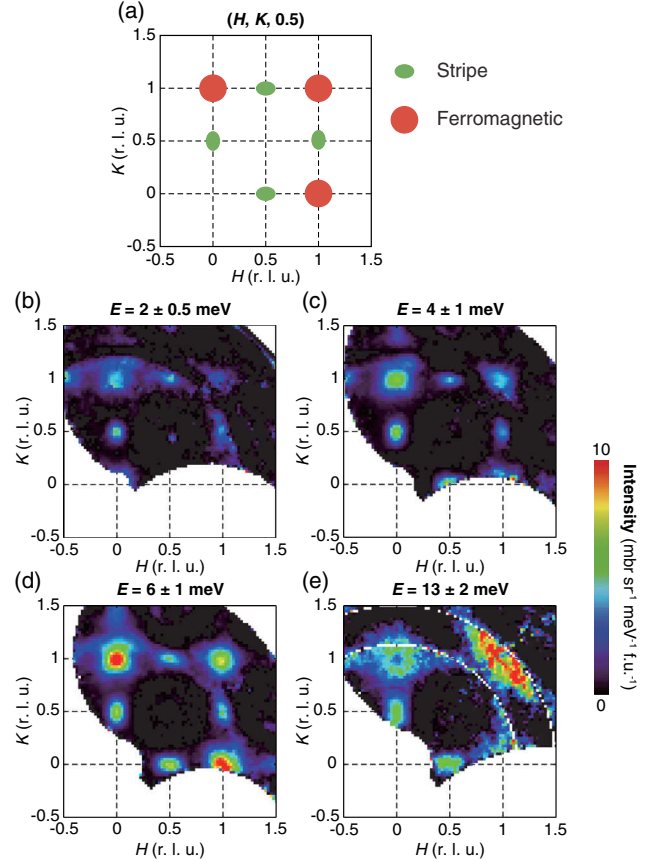 (a)
(H, K, 0.5)
1.5
1
0.5
0
-0.5
K (r. l. u.)
-0.5 0 0.5 1 1.5
H (r. l. u.)
Stripe
Ferromagnetic
(b)
E = 2 ± 0.5 meV
1.5
1
0.5
0
-0.5
K (r. l. u.)
-0.5 0 0.5 1 1.5
H (r. l. u.)
(c)
E = 4 ± 1 meV
1.5
1
0.5
0
-0.5
K (r. l. u.)
-0.5 0 0.5 1 1.5
H (r. l. u.)
(d)
E = 6 ± 1 meV
1.5
1
0.5
0
-0.5
K (r. l. u.)
-0.5 0 0.5 1 1.5
H (r. l. u.)
(e)
E = 13 ± 2 meV
1.5
1
0.5
0
-0.5
K (r. l. u.)
-0.5 0 0.5 1 1.5
H (r. l. u.)
10
0
Intensity (mbr sr⁻¹ meV⁻¹ f.u.⁻¹)